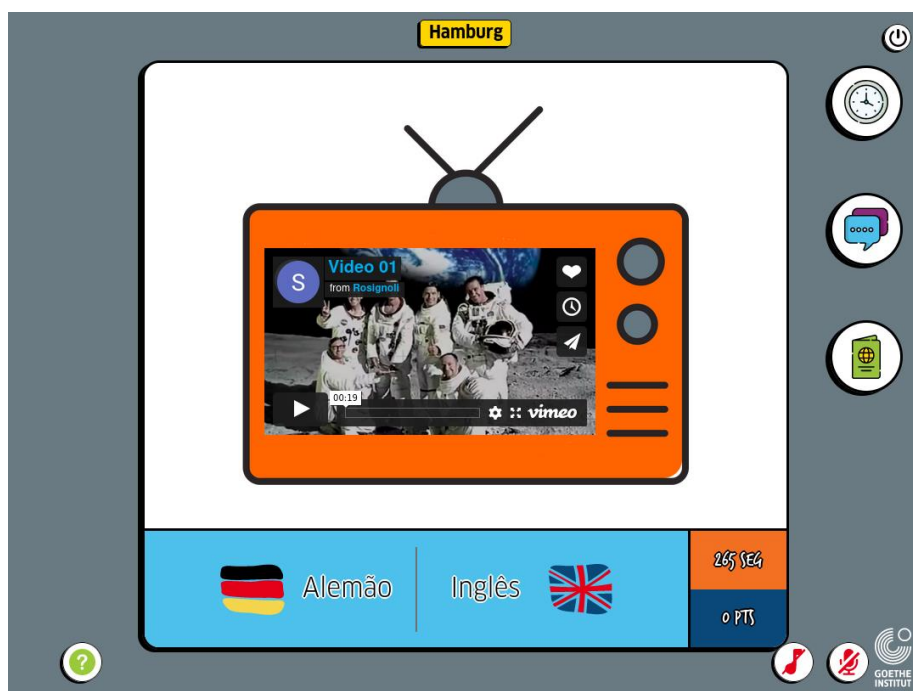 Hamburg
S
Video 01
from Rosignoli
00:19
vimeo
Alemão
Inglês
265 SEG
0 PTS
?
GOETHE
INSTITUT